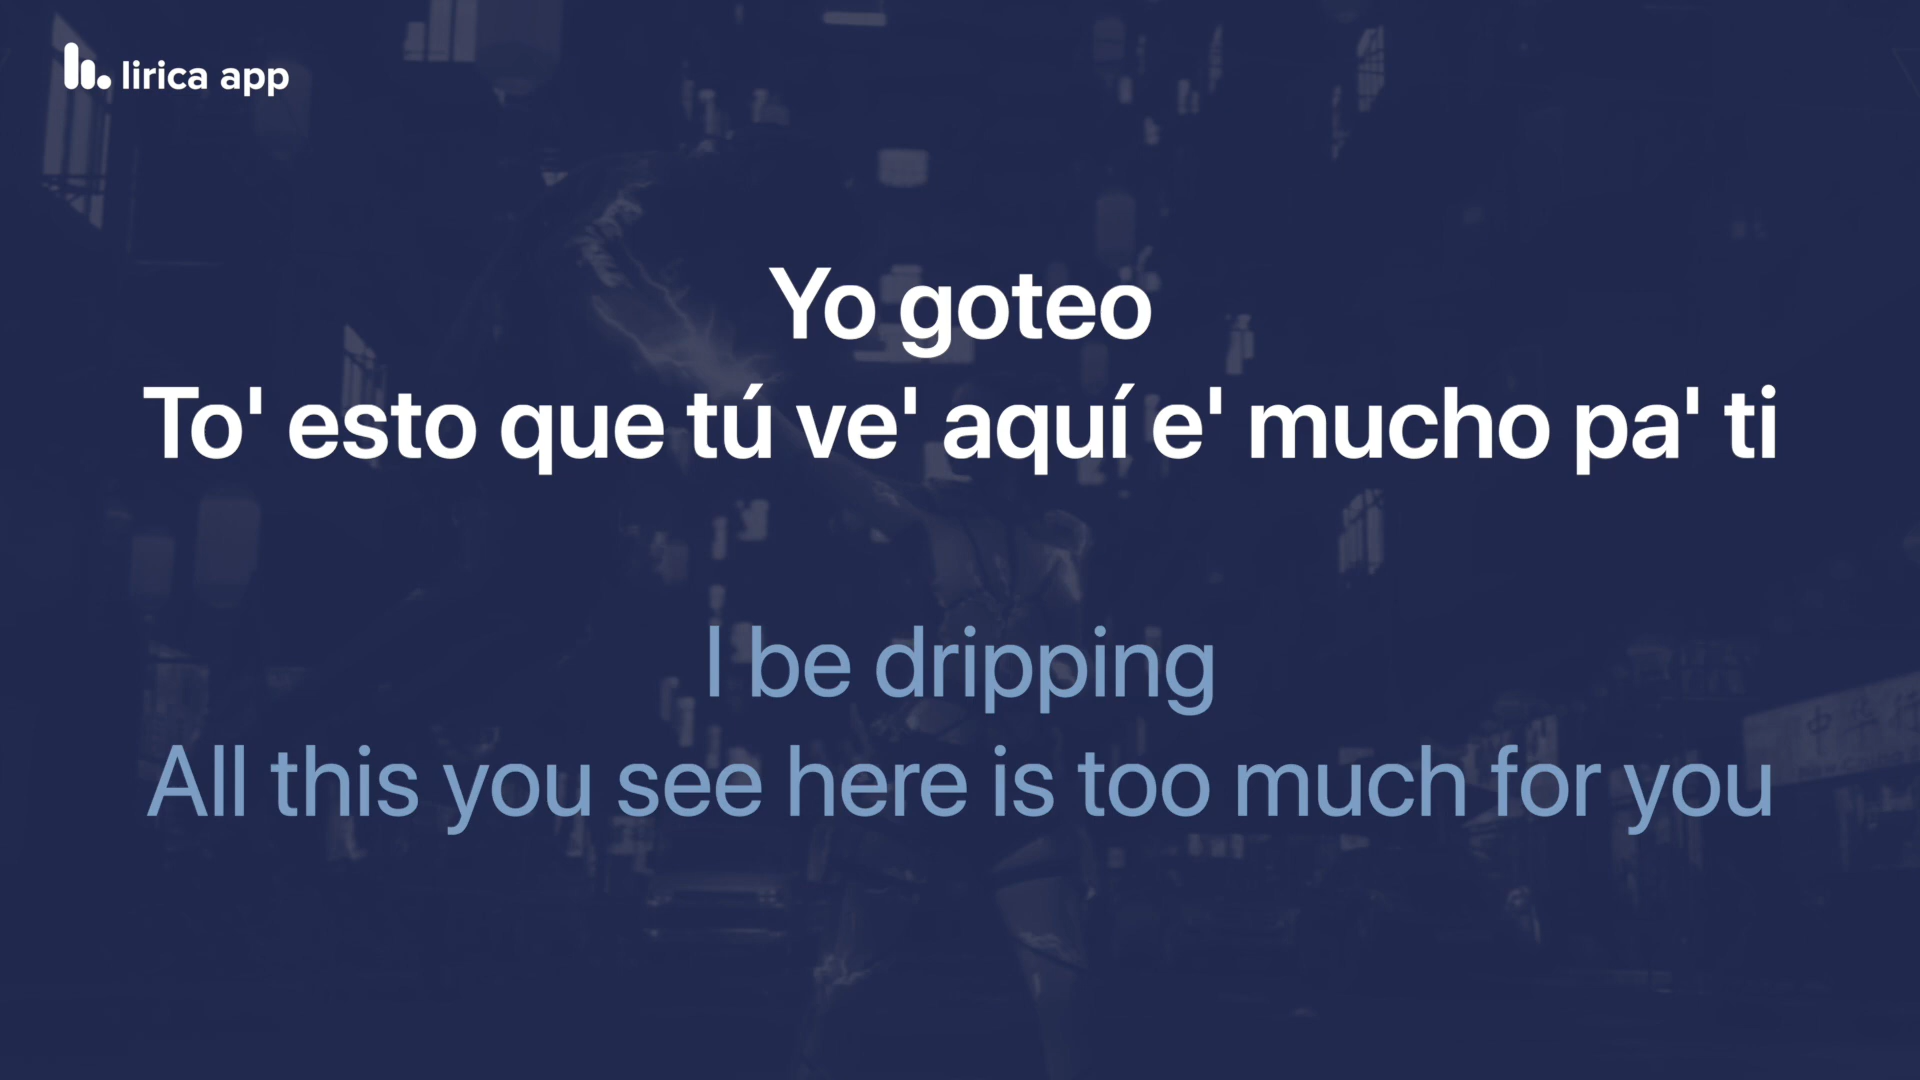 lirica app
Yo goteo
To' esto que tú ve' aquí e' mucho pa' ti
I be dripping
All this you see here is too much for you